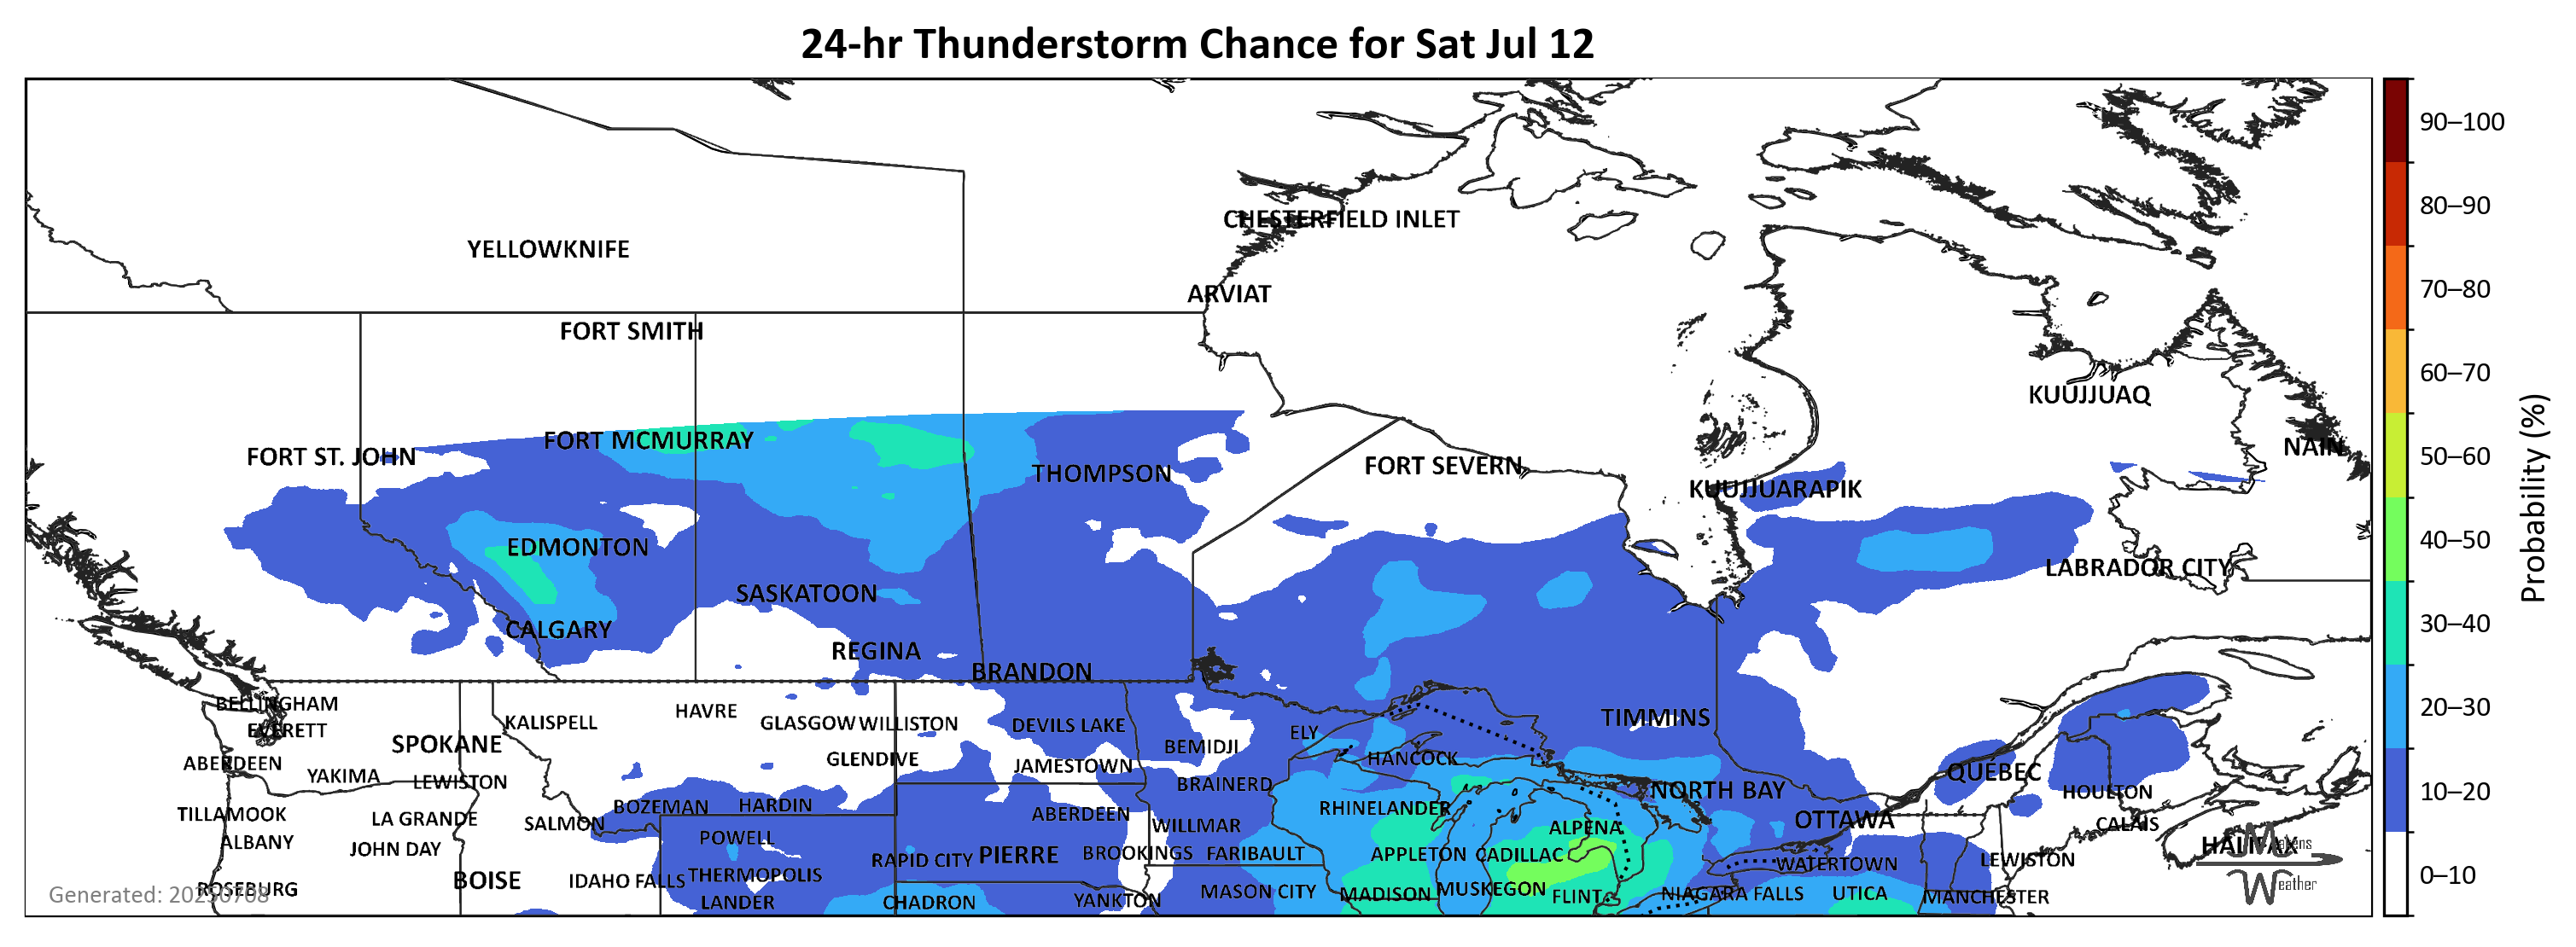 24-hr Thunderstorm Chance for Sat Jul 12
90–100
80–90
CHESTERFIELD INLET
YELLOWKNIFE
70–80
ARVIAT
FORT SMITH
60–70
KUUJJUAQ
FORT MCMURRAY
NAIN
50–60
FORT ST. JOHN
FORT SEVERN
THOMPSON
KUUJJUARAPIK
Probability (%)
40–50
EDMONTON
LABRADOR CITY
SASKATOON
30–40
CALGARY
REGINA
BRANDON
BELLINGHAM
20–30
HAVRE
TIMMINS
KALISPELL
GLASGOW
WILLISTON
DEVILS LAKE
EVERETT
ELY
SPOKANE
BEMIDJI
HANCOCK
GLENDIVE
ABERDEEN
JAMESTOWN
QUÉBEC
YAKIMA
LEWISTON
BRAINERD
NORTH BAY
HOULTON
10–20
BOZEMAN
HARDIN
RHINELANDER
TILLAMOOK
LA GRANDE
SALMON
ABERDEEN
WILLMAR
ALPENA
OTTAWA
CALAIS
ALBANY
JOHN DAY
POWELL
HALIFAX
Makens
Weather
RAPID CITY
PIERRE
BROOKINGS
FARIBAULT
APPLETON
CADILLAC
WATERTOWN
LEWISTON
BOISE
IDAHO FALLS
THERMOPOLIS
0–10
ROSEBURG
Generated: 20250708
LANDER
CHADRON
YANKTON
MASON CITY
MADISON
MUSKEGON
FLINT
NIAGARA FALLS
UTICA
MANCHESTER